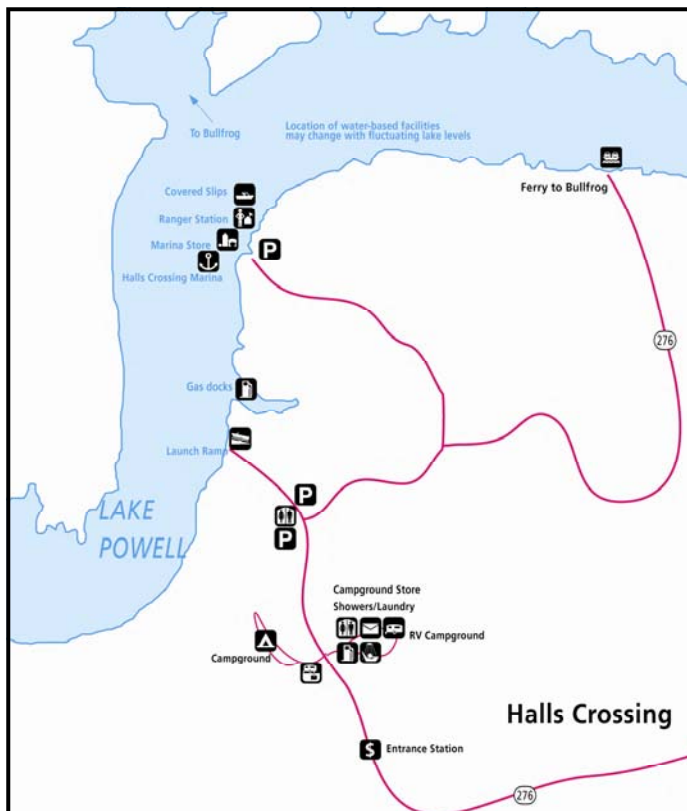 To Bullfrog
Location of water-based facilities
may change with fluctuating lake levels
Ferry to Bullfrog
Covered Slips
Ranger Station
Marina Store
P
Halls Crossing Marina
276
Gas docks
Launch Ramp
P
LAKE
POWELL
P
Campground Store
Showers/Laundry
RV Campground
Campground
Halls Crossing
$
Entrance Station
276